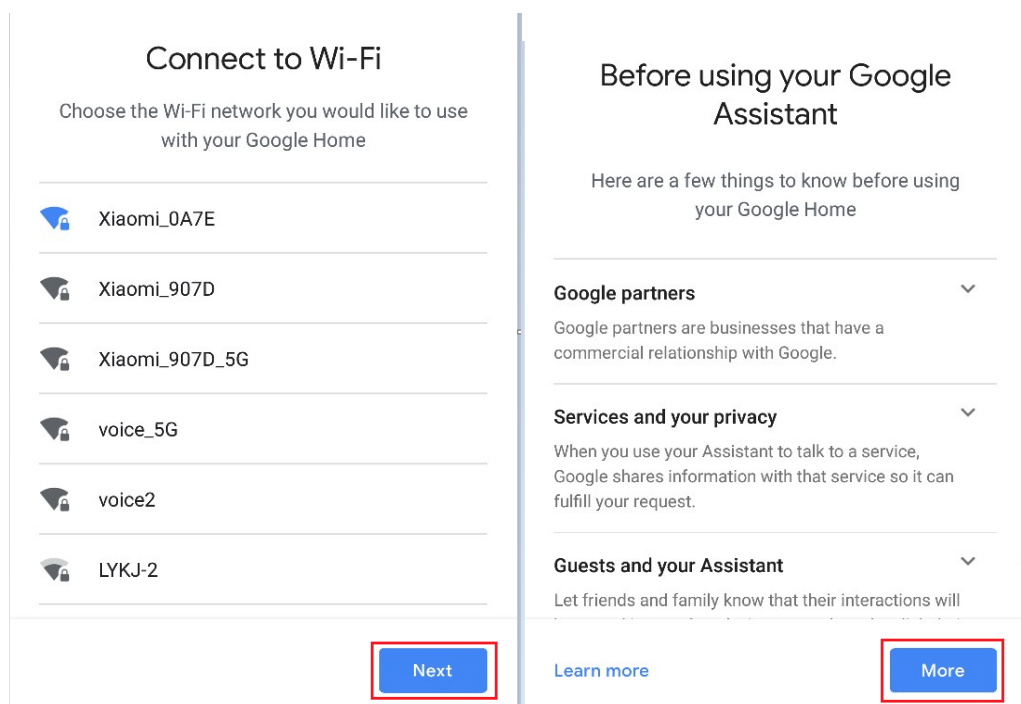 Connect to Wi-Fi
Choose the Wi-Fi network you would like to use
with your Google Home
Xiaomi_0A7E
Xiaomi_907D
Xiaomi_907D_5G
voice_5G
voice2
LYKJ-2
Next
Before using your Google
Assistant
Here are a few things to know before using
your Google Home
Google partners
Google partners are businesses that have a
commercial relationship with Google.
Services and your privacy
When you use your Assistant to talk to a service,
Google shares information with that service so it can
fulfill your request.
Guests and your Assistant
Let friends and family know that their interactions will
Learn more
More